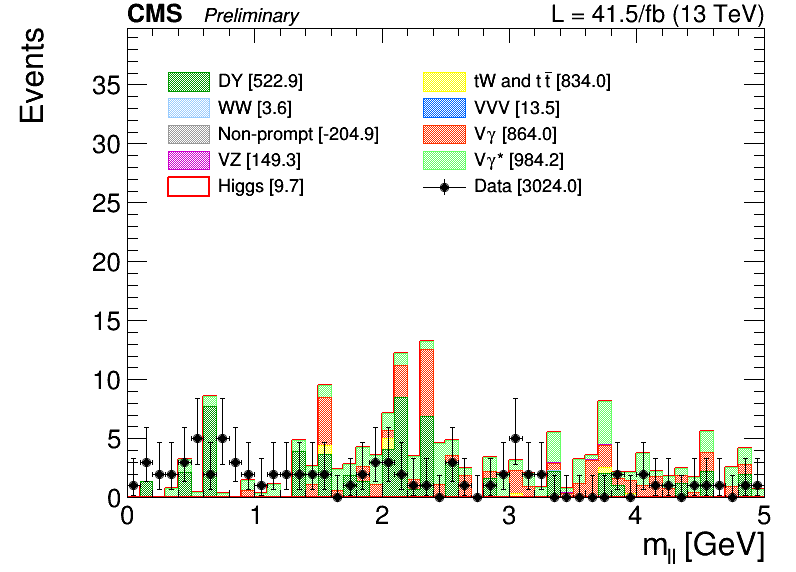 CMS Preliminary L = 41.5/fb (13 TeV)
Events
DY [522.9] tW and tt̄ [834.0]
WW [3.6] VVV [13.5]
Non-prompt [-204.9] Vγ [864.0]
VZ [149.3] Vγ* [984.2]
Higgs [9.7] Data [3024.0]
35
30
25
20
15
10
5
0
0 1 2 3 4 5
m_ll [GeV]